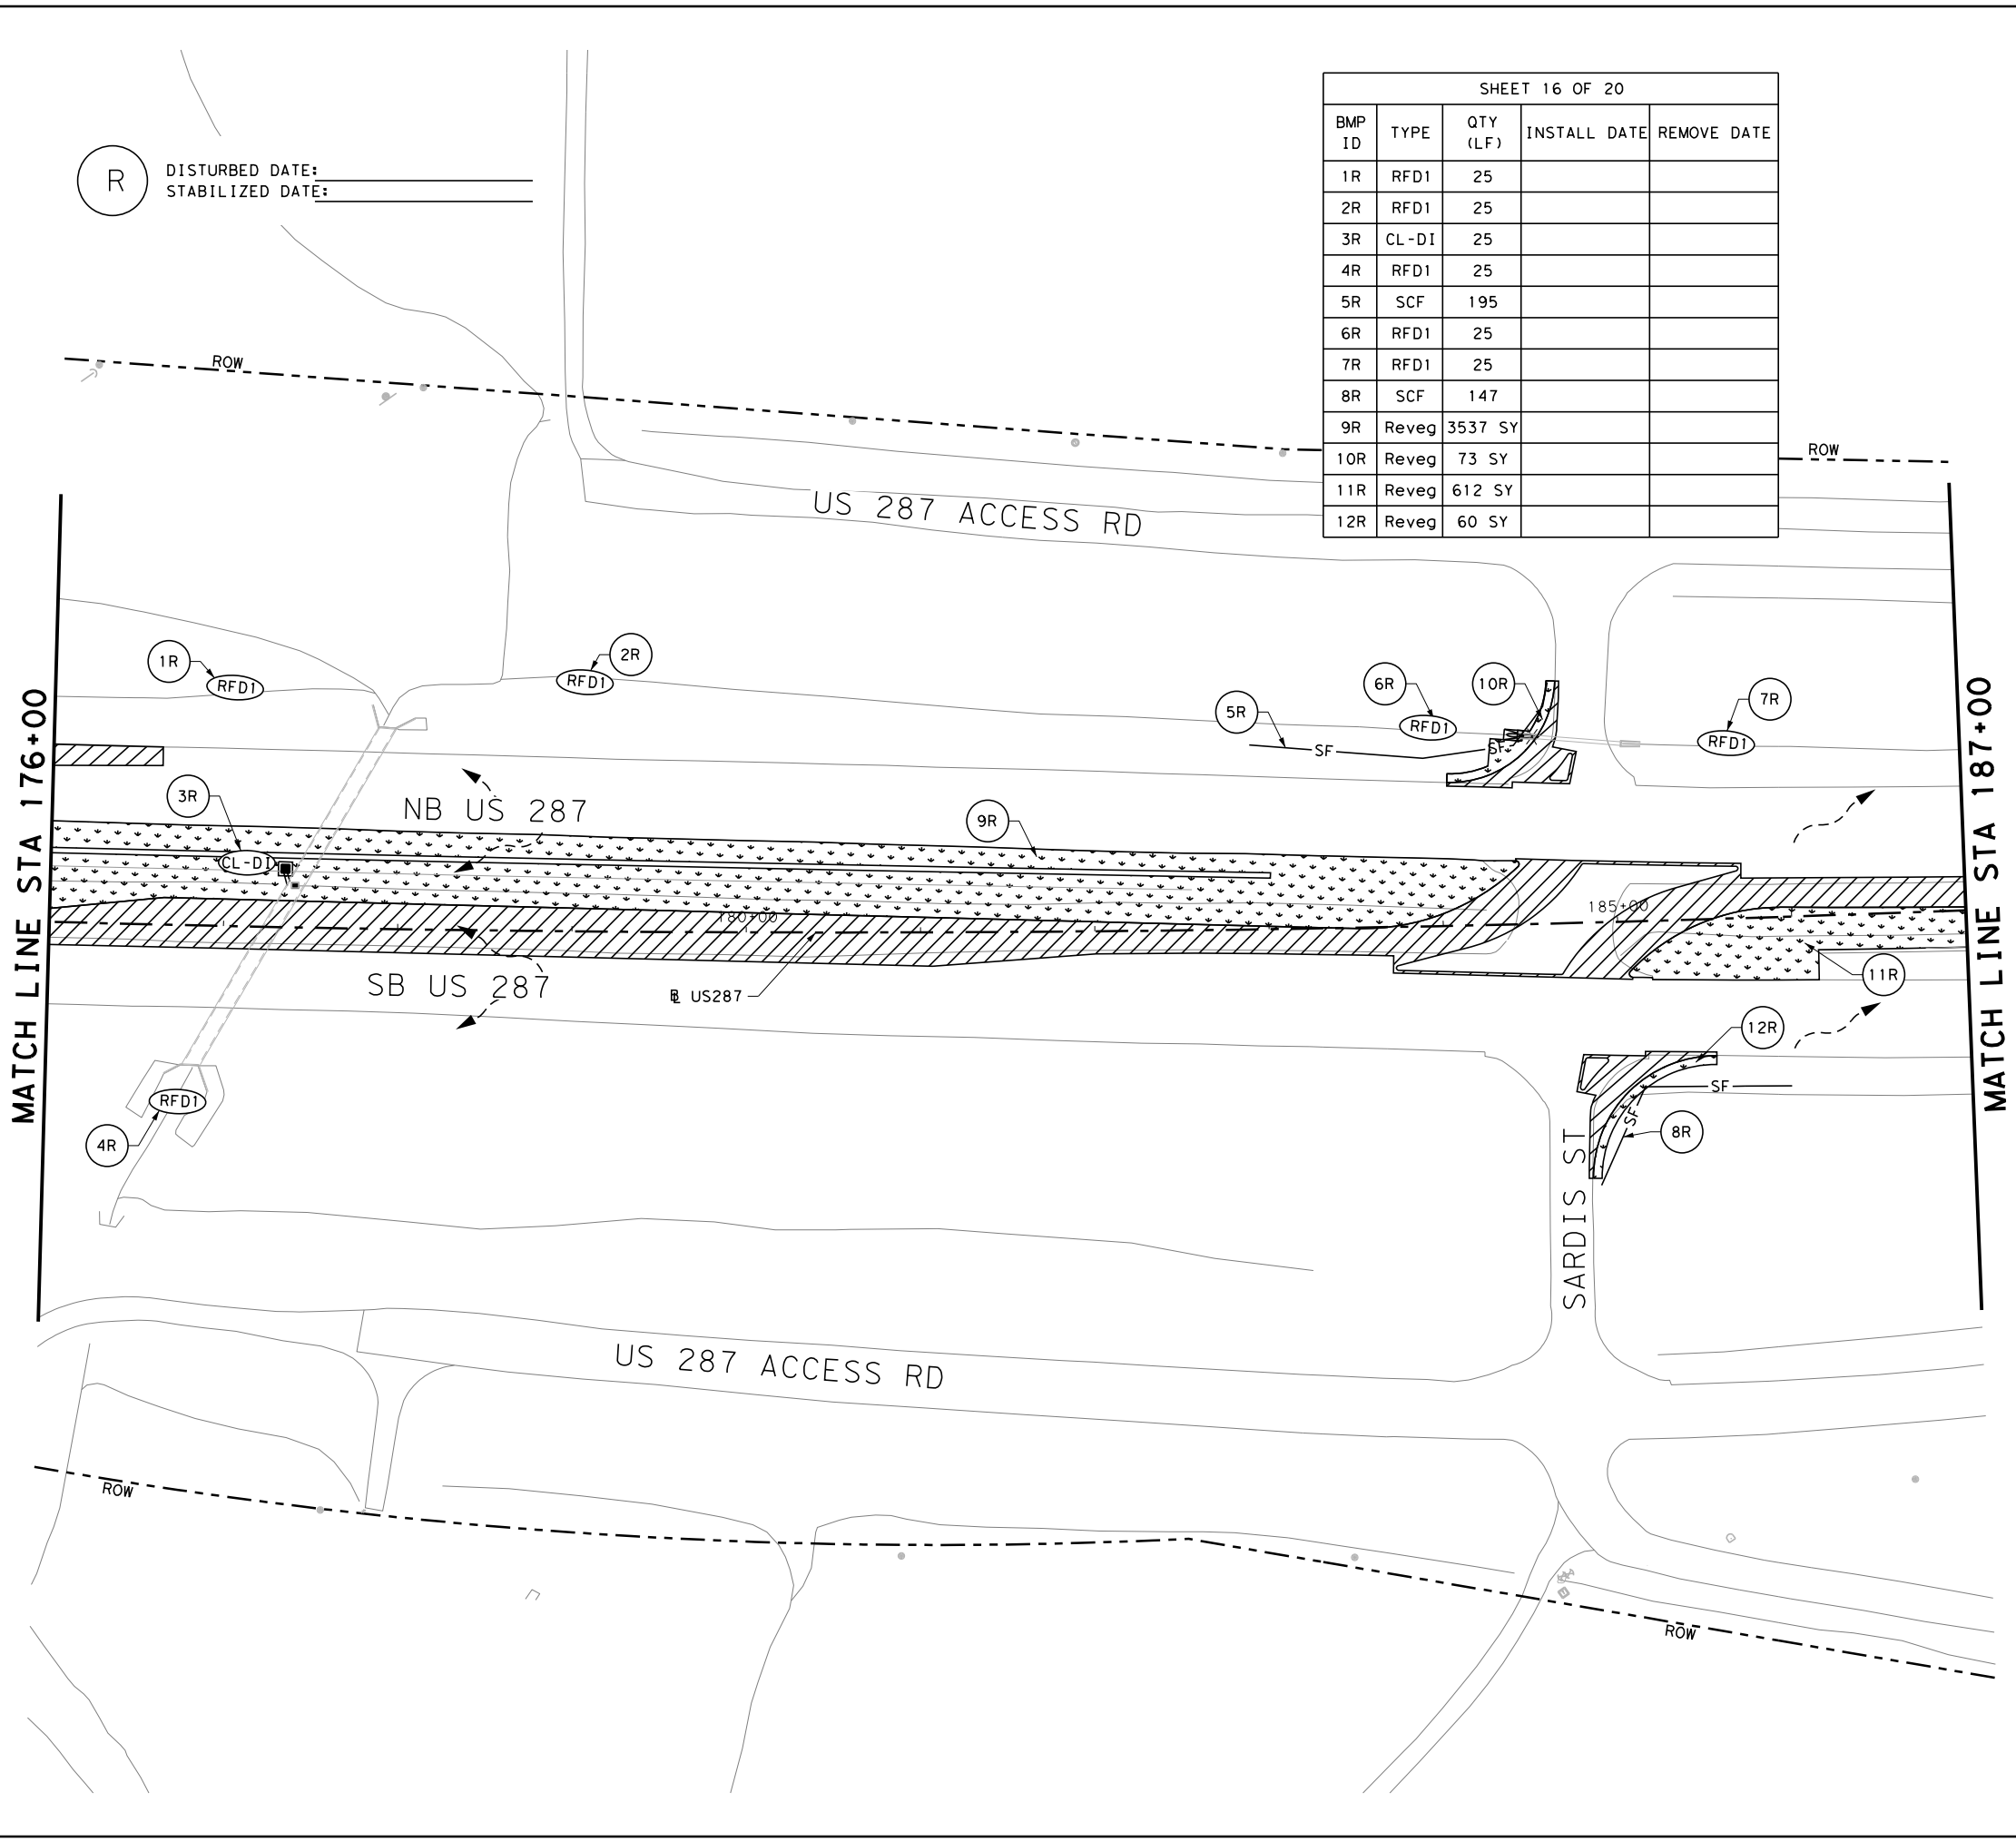 SHEET 16 OF 20
BMP ID TYPE QTY (LF) INSTALL DATE REMOVE DATE
1R RFD1 25
2R RFD1 25
3R CL-DI 25
4R RFD1 25
5R SCF 195
6R RFD1 25
7R RFD1 25
8R SCF 147
9R Reveg 3537 SY
10R Reveg 73 SY
11R Reveg 612 SY
12R Reveg 60 SY
R
DISTURBED DATE:
STABILIZED DATE:
ROW
ROW
US 287 ACCESS RD
1R
RFD1
2R
RFD1
5R
SF
6R
RFD1
SF
10R
7R
RFD1
MATCH LINE STA 176+00
MATCH LINE STA 187+00
3R
CL-DI
NB US 287
9R
180+00
185+00
SB US 287
℄ US287
11R
12R
SF
SF
8R
RFD1
4R
SARDIS ST
US 287 ACCESS RD
ROW
ROW